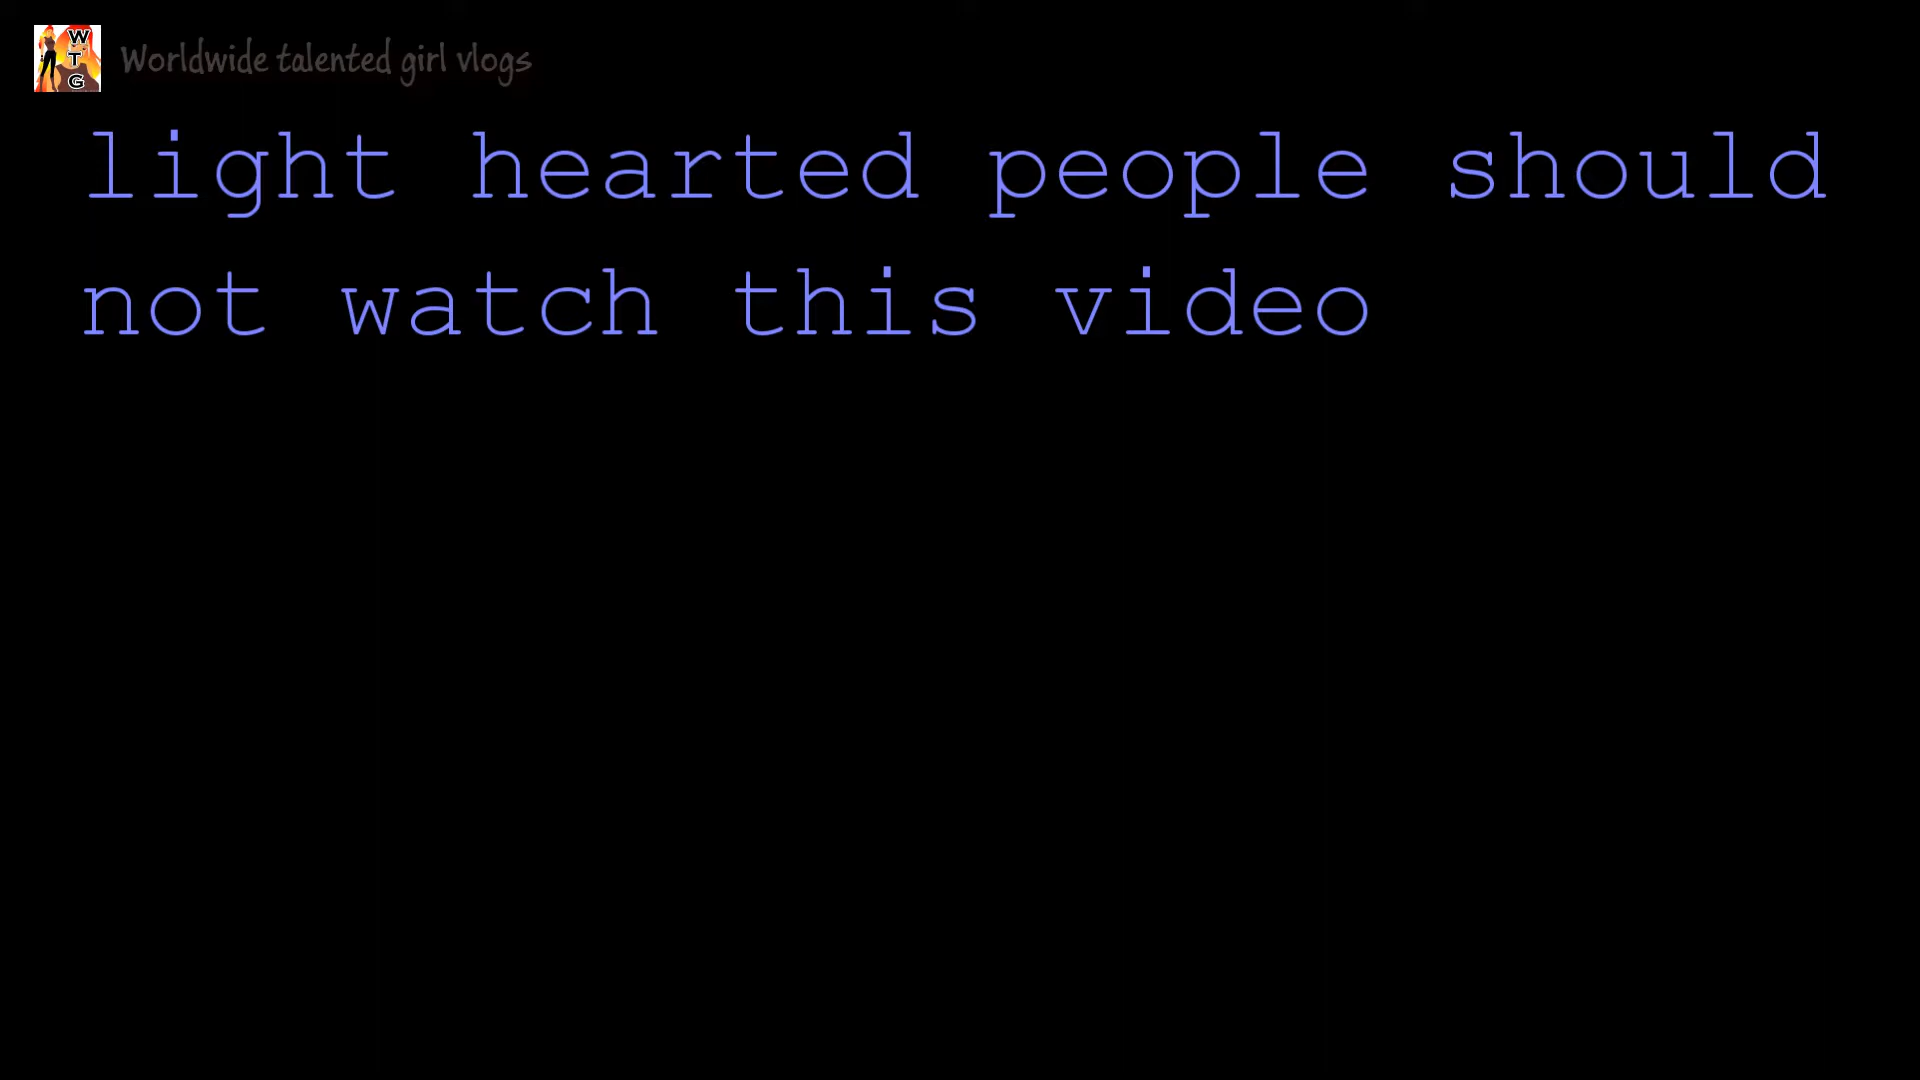 W
T
G
Worldwide talented girl vlogs
light hearted people should
not watch this video